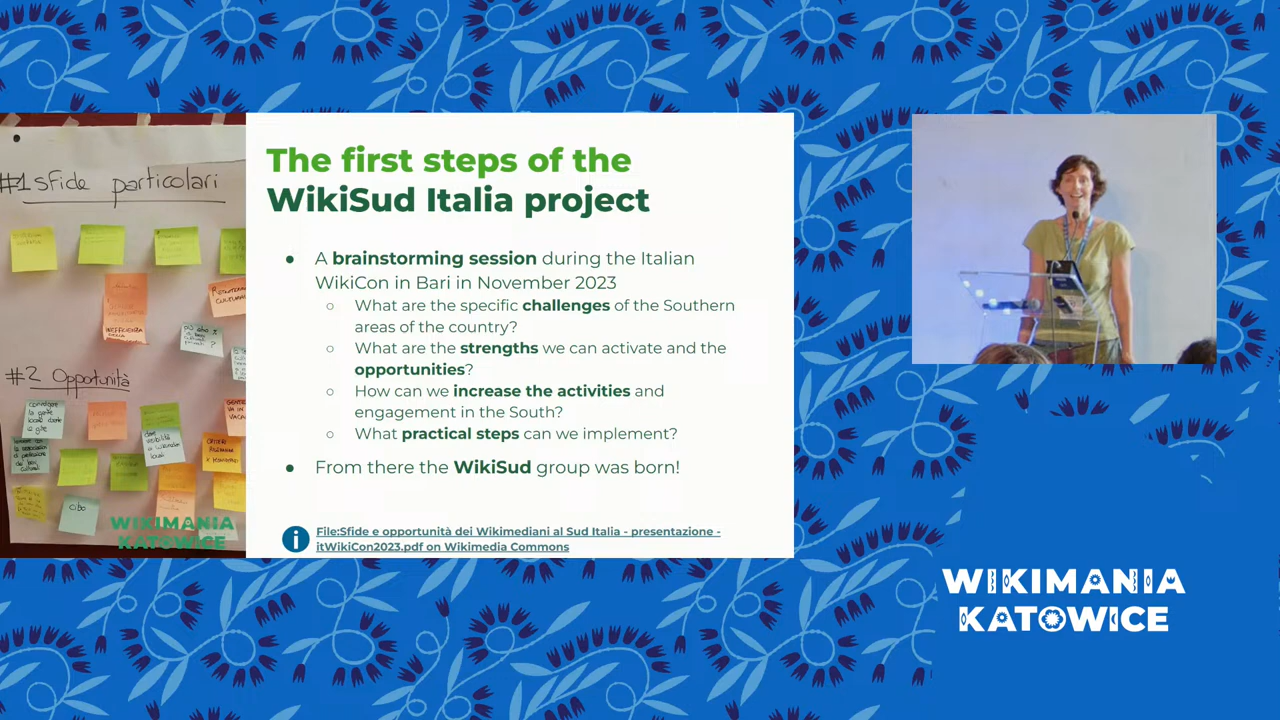 #1 sfide particolari
INEFFICIENZA
#2 Opportunità
cibo
WIKIMANIA
KATOWICE
The first steps of the
WikiSud Italia project
● A brainstorming session during the Italian
WikiCon in Bari in November 2023
○ What are the specific challenges of the Southern
areas of the country?
○ What are the strengths we can activate and the
opportunities?
○ How can we increase the activities and
engagement in the South?
○ What practical steps can we implement?
● From there the WikiSud group was born!
i File:Sfide e opportunità dei Wikimediani al Sud Italia - presentazione -
itWikiCon2023.pdf on Wikimedia Commons
WIKIMANIA
KATOWICE